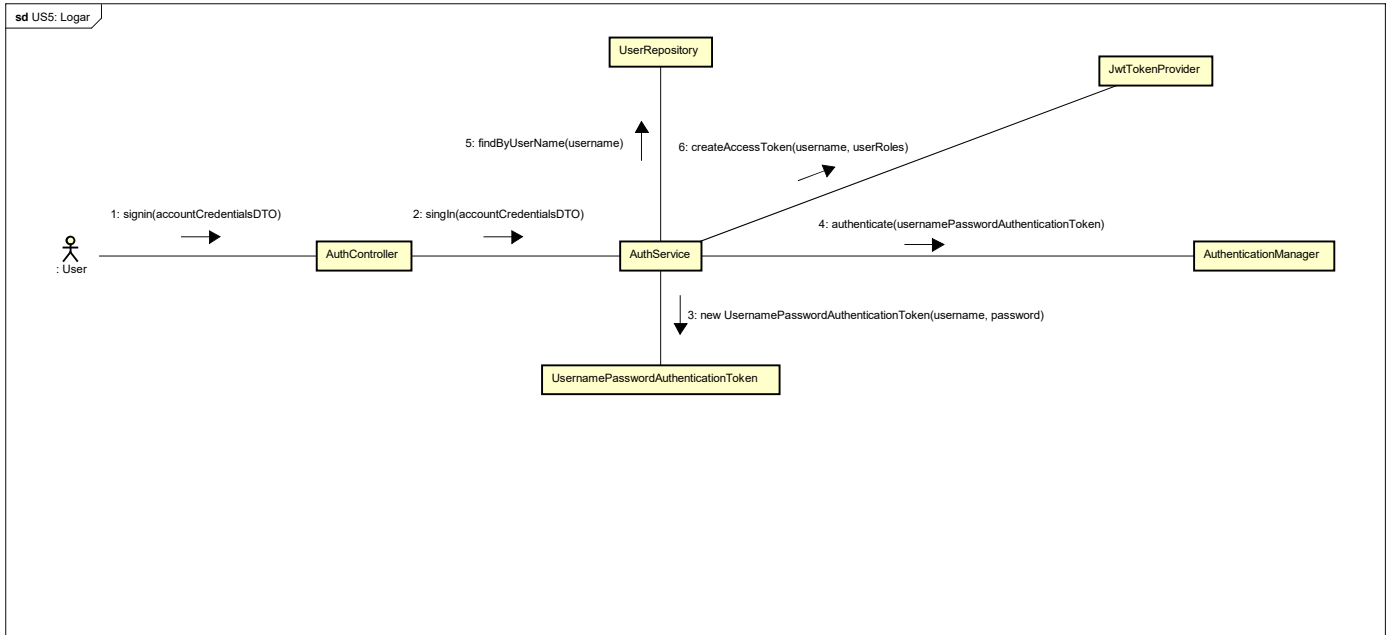 sd US5: Logar
UserRepository
JwtTokenProvider
5: findByUserName(username)
6: createAccessToken(username, userRoles)
1: signin(accountCredentialsDTO)
2: singIn(accountCredentialsDTO)
4: authenticate(usernamePasswordAuthenticationToken)
: User
AuthController
AuthService
AuthenticationManager
3: new UsernamePasswordAuthenticationToken(username, password)
UsernamePasswordAuthenticationToken